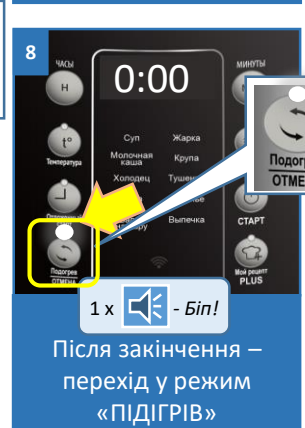 8
ЧАСЫ
МИНУТЫ
0:00
Н
t°
Температура
Суп
Жарка
Молочная каша
Крупа
Холодец
Выпечка
СТАРТ
Подогрев
ОТМЕНА
Мой рецепт
PLUS
1 х - Біп!
Після закінчення –
перехід у режим
«ПІДІГРІВ»